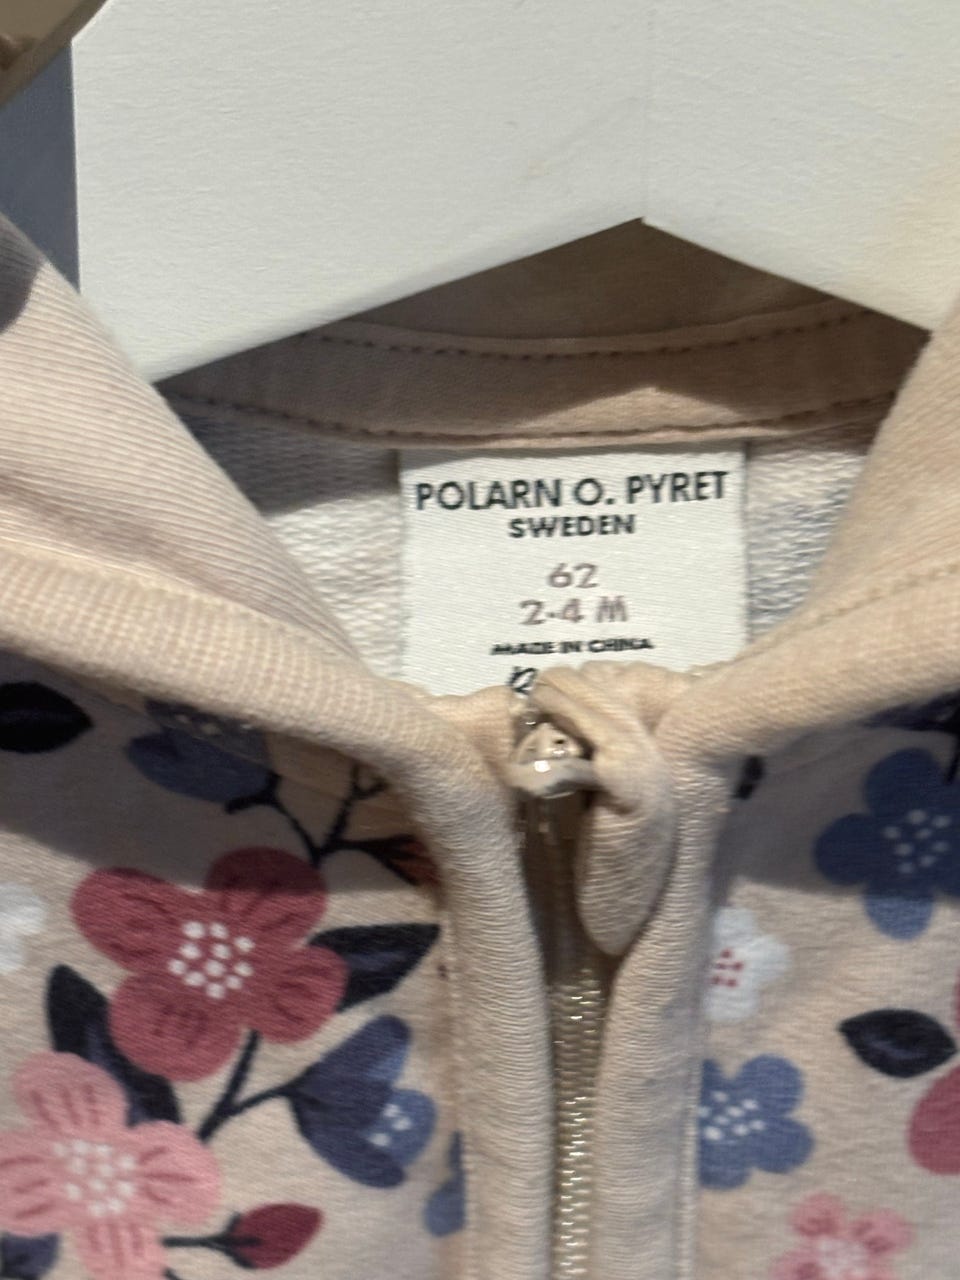 POLARN O. PYRET
SWEDEN
62
2-4 M
MADE IN CHINA